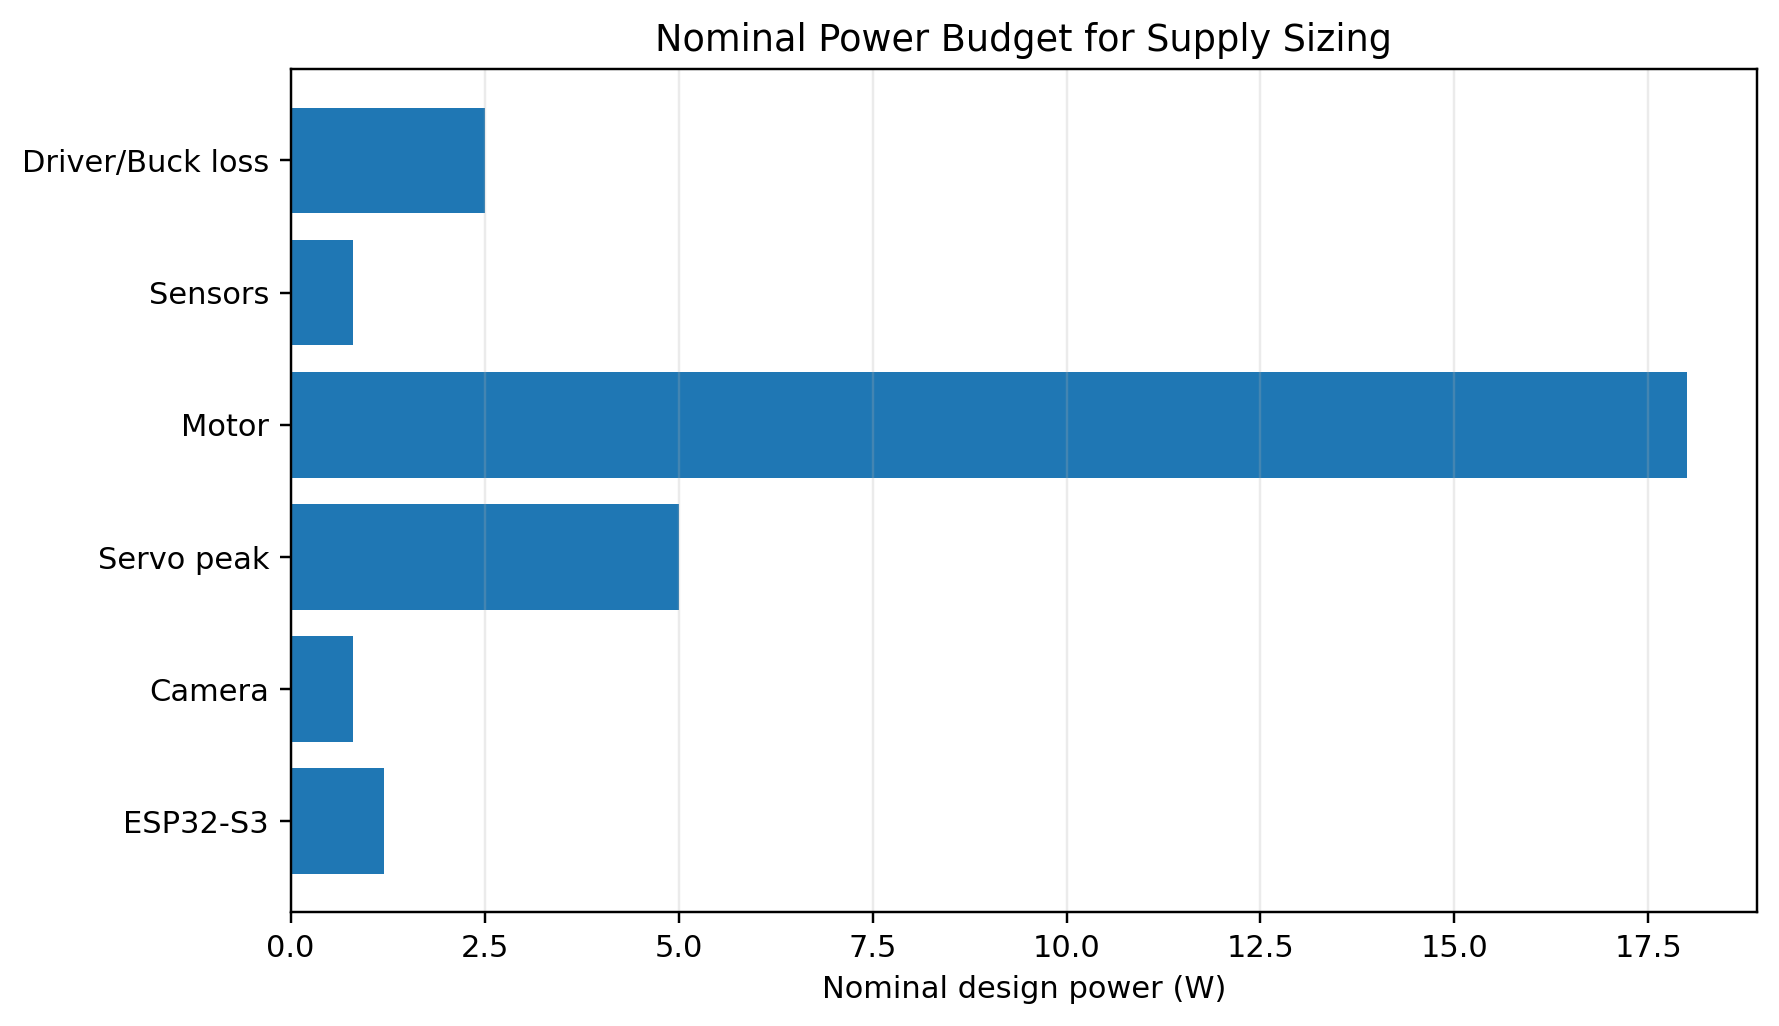 Nominal Power Budget for Supply Sizing
Driver/Buck loss
Sensors
Motor
Servo peak
Camera
ESP32-S3
0.0 2.5 5.0 7.5 10.0 12.5 15.0 17.5
Nominal design power (W)